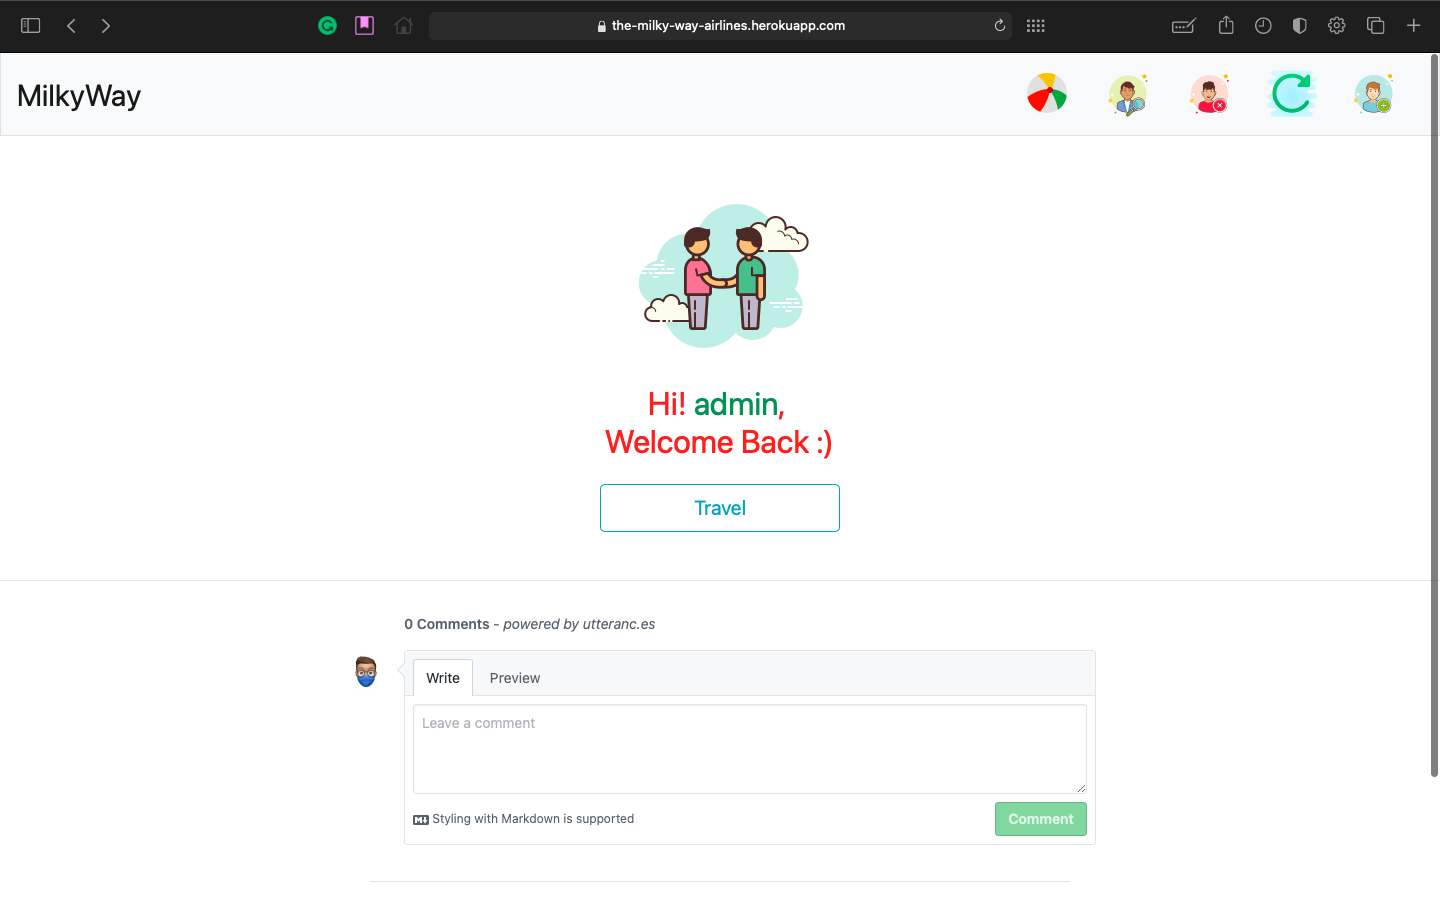 the-milky-way-airlines.herokuapp.com
MilkyWay
Hi! admin,
Welcome Back :)
Travel
0 Comments - powered by utteranc.es
Write Preview
Leave a comment
Styling with Markdown is supported
Comment